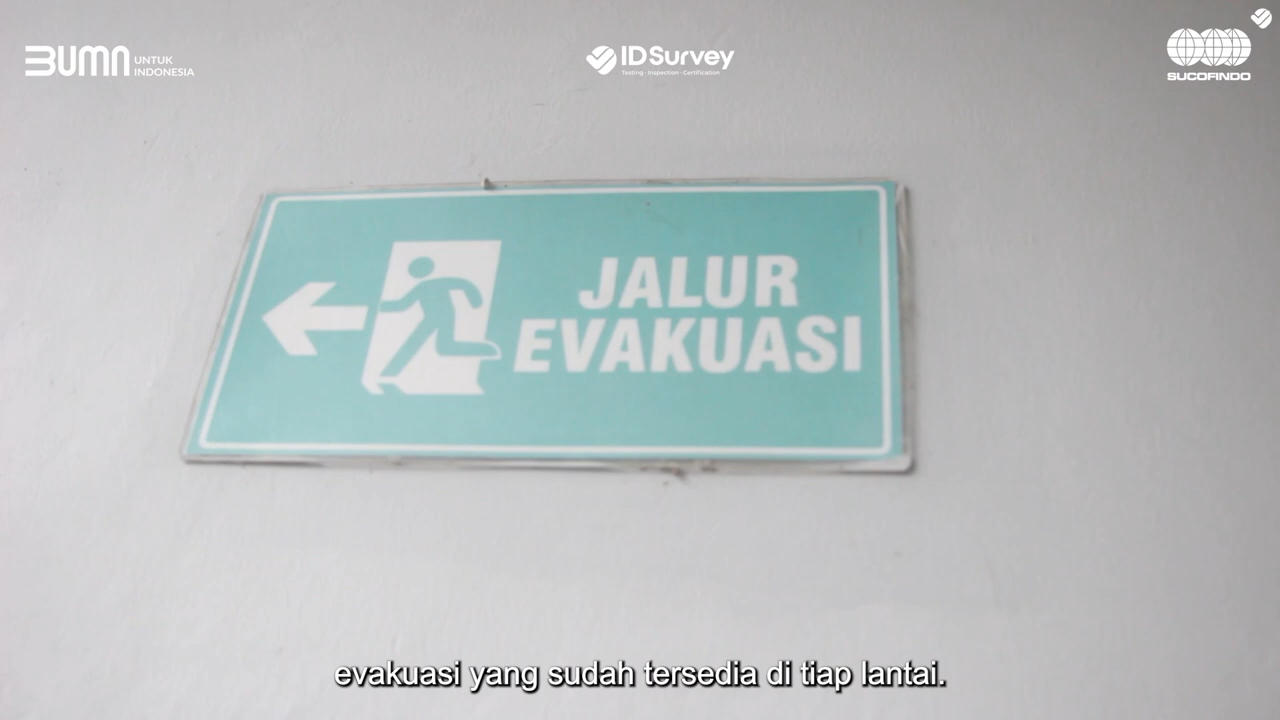 BUMN
UNTUK
INDONESIA
IDSurvey
Testing · Inspection · Certification
SUCOFINDO
JALUR
EVAKUASI
evakuasi yang sudah tersedia di tiap lantai.